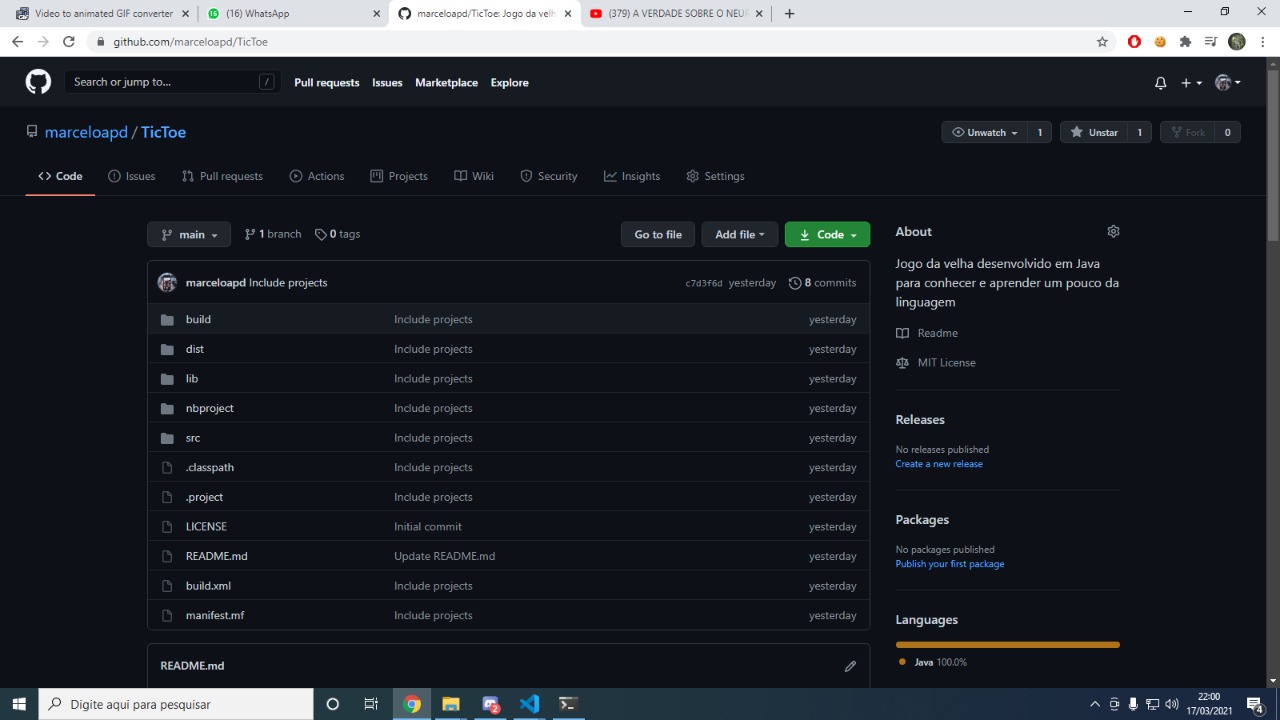 Video to animated GIF converter
(16) WhatsApp
marceloapd/TicToe: Jogo da velh
(379) A VERDADE SOBRE O NEUR
github.com/marceloapd/TicToe
Search or jump to...
/
Pull requests
Issues
Marketplace
Explore
marceloapd / TicToe
Unwatch
1
Unstar
1
Fork
0
Code
Issues
Pull requests
Actions
Projects
Wiki
Security
Insights
Settings
main
1 branch
0 tags
Go to file
Add file
Code
marceloapd Include projects
c7d3f6d yesterday
8 commits
build Include projects yesterday
dist Include projects yesterday
lib Include projects yesterday
nbproject Include projects yesterday
src Include projects yesterday
.classpath Include projects yesterday
.project Include projects yesterday
LICENSE Initial commit yesterday
README.md Update README.md yesterday
build.xml Include projects yesterday
manifest.mf Include projects yesterday
README.md
About
Jogo da velha desenvolvido em Java
para conhecer e aprender um pouco da
linguagem
Readme
MIT License
Releases
No releases published
Create a new release
Packages
No packages published
Publish your first package
Languages
Java 100.0%
Digite aqui para pesquisar
2
22:00
17/03/2021
4